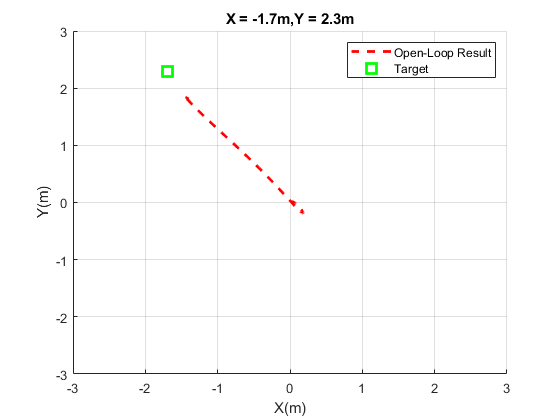 X = -1.7m,Y = 2.3m
Open-Loop Result
Target
3
2
1
0
-1
-2
-3
Y(m)
-3
-2
-1
0
1
2
3
X(m)